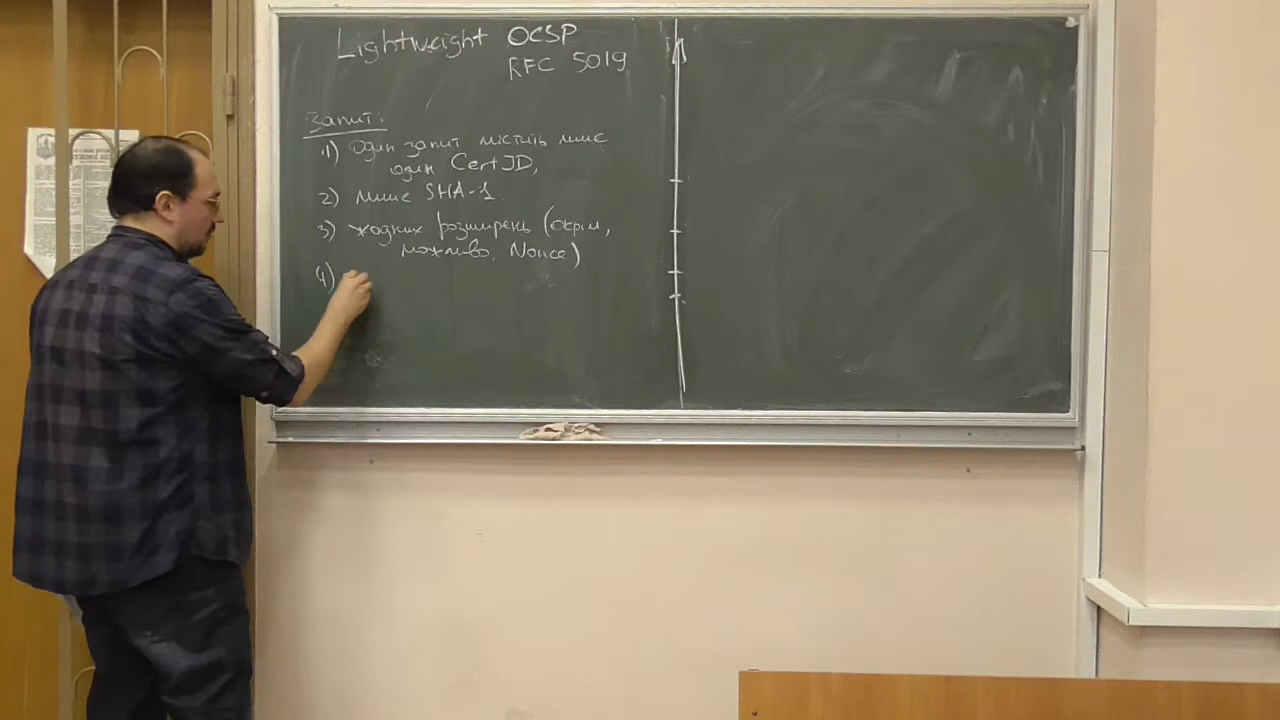 Lightweight OCSP
RFC 5019
Запит:
1) один запит містить лише
один CertID,
2) лише SHA-1
3) жодних розширень (окрім,
можливо, Nonce)
4)